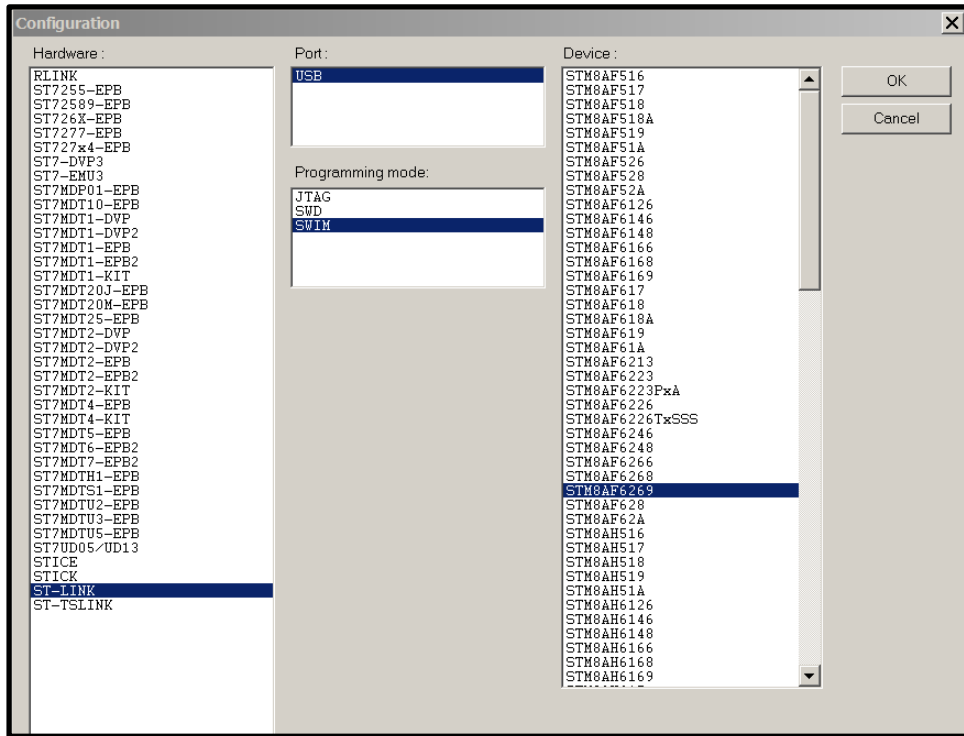 Configuration
Hardware :
RLINK
ST7255-EPB
ST72589-EPB
ST726X-EPB
ST7277-EPB
ST727x4-EPB
ST7-DVP3
ST7-EMU3
ST7MDP01-EPB
ST7MDT10-EPB
ST7MDT1-DVP
ST7MDT1-DVP2
ST7MDT1-EPB
ST7MDT1-EPB2
ST7MDT1-KIT
ST7MDT20J-EPB
ST7MDT20M-EPB
ST7MDT25-EPB
ST7MDT2-DVP
ST7MDT2-DVP2
ST7MDT2-EPB
ST7MDT2-EPB2
ST7MDT2-KIT
ST7MDT4-EPB
ST7MDT4-KIT
ST7MDT5-EPB
ST7MDT6-EPB2
ST7MDT7-EPB2
ST7MDTH1-EPB
ST7MDTS1-EPB
ST7MDTU2-EPB
ST7MDTU3-EPB
ST7MDTU5-EPB
ST7UD05/UD13
STICE
STICK
ST-LINK
ST-TSLINK
Port :
USB
Programming mode:
JTAG
SWD
SWIM
Device :
STM8AF516
STM8AF517
STM8AF518
STM8AF518A
STM8AF519
STM8AF51A
STM8AF526
STM8AF528
STM8AF52A
STM8AF6126
STM8AF6146
STM8AF6148
STM8AF6166
STM8AF6168
STM8AF6169
STM8AF617
STM8AF618
STM8AF618A
STM8AF619
STM8AF61A
STM8AF6213
STM8AF6223
STM8AF6223PxA
STM8AF6226
STM8AF6226TxSSS
STM8AF6246
STM8AF6248
STM8AF6266
STM8AF6268
STM8AF6269
STM8AF628
STM8AF62A
STM8AH516
STM8AH517
STM8AH518
STM8AH519
STM8AH51A
STM8AH6126
STM8AH6146
STM8AH6148
STM8AH6166
STM8AH6168
STM8AH6169
OK
Cancel